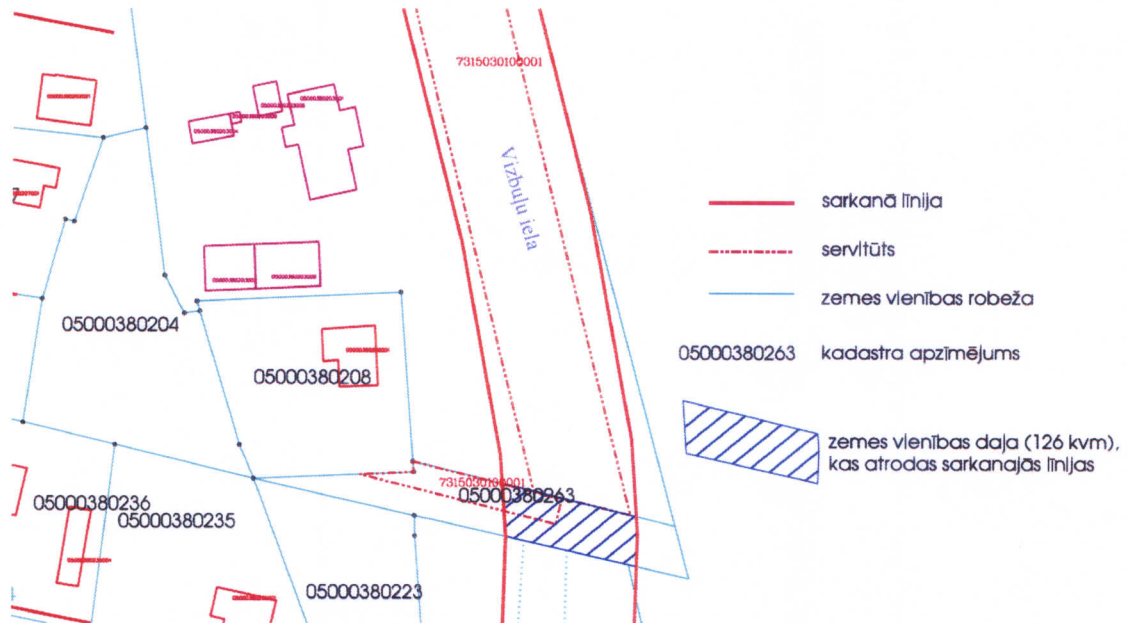 7315030100001
Vizbuļu iela
05000380204
05000380208
7315030100001
05000380263
05000380236
05000380235
05000380223
sarkanā līnija
servitūts
zemes vienības robeža
05000380263 kadastra apzīmējums
zemes vienības daļa (126 kvm),
kas atrodas sarkanajās līnijas